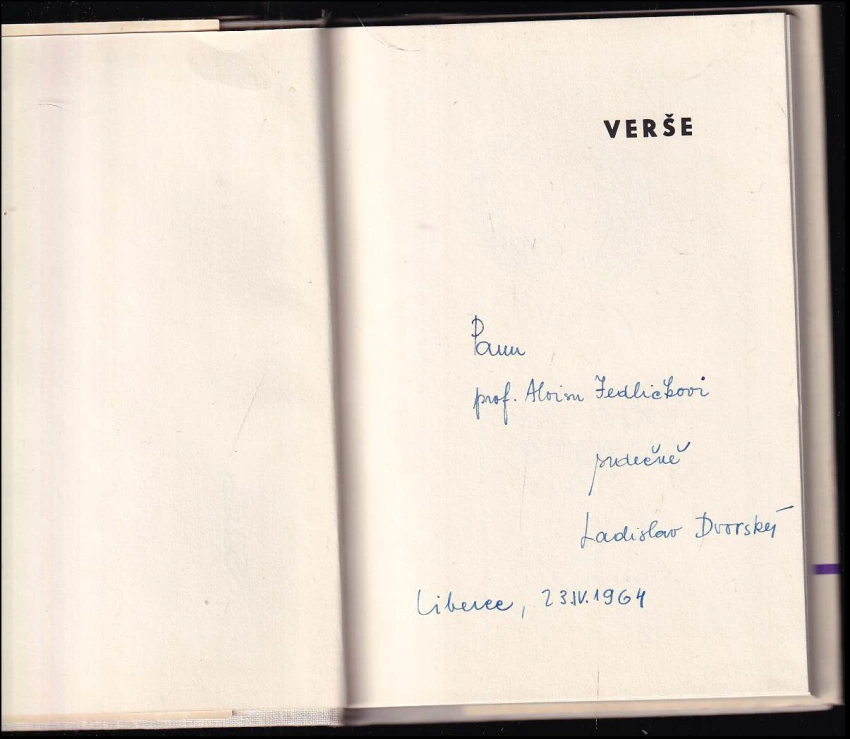 VERŠE
Panu
prof. Aloisu Jedličkovi
srdečně
Ladislav Dvorský
Liberec, 23.IV.1964